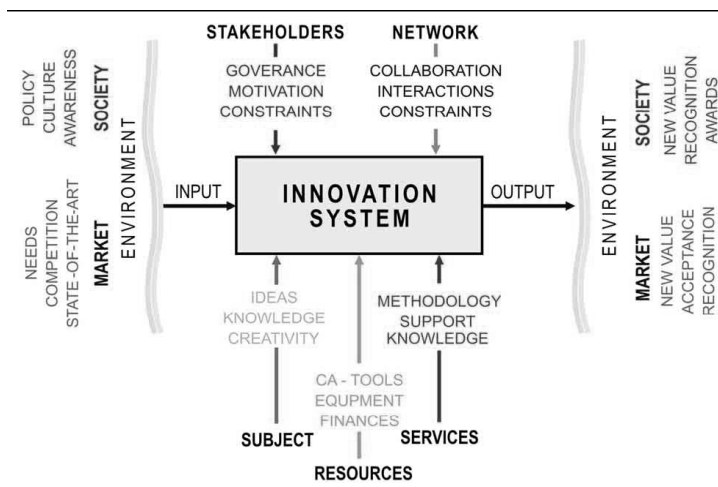 STAKEHOLDERS
NETWORK
GOVERANCE
MOTIVATION
CONSTRAINTS
COLLABORATION
INTERACTIONS
CONSTRAINTS
POLICY
CULTURE
AWARENESS
SOCIETY
NEEDS
COMPETITION
STATE-OF-THE-ART
MARKET
ENVIRONMENT
INPUT
INNOVATION
SYSTEM
OUTPUT
ENVIRONMENT
SOCIETY
NEW VALUE
RECOGNITION
AWARDS
MARKET
NEW VALUE
ACCEPTANCE
RECOGNITION
IDEAS
KNOWLEDGE
CREATIVITY
METHODOLOGY
SUPPORT
KNOWLEDGE
CA - TOOLS
EQUPMENT
FINANCES
SUBJECT
SERVICES
RESOURCES